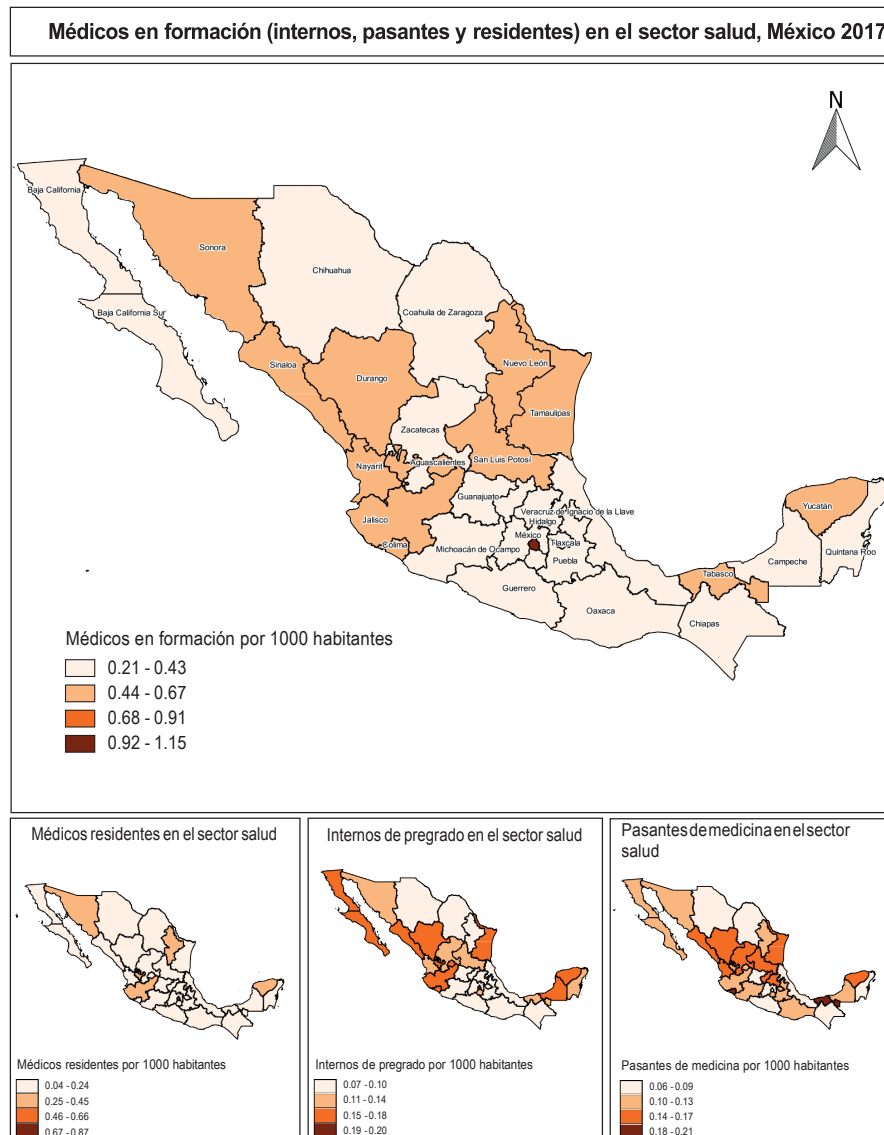 Médicos en formación (internos, pasantes y residentes) en el sector salud, México 2017
N
Baja California
Sonora
Chihuahua
Coahuila de Zaragoza
Baja California Sur
Sinaloa
Durango
Nuevo León
Tamaulipas
Zacatecas
Nayarit
Aguascalientes
San Luis Potosí
Guanajuato
Veracruz de Ignacio de la Llave
Hidalgo
Yucatán
Jalisco
Colima
Michoacán de Ocampo
México
Tlaxcala
Puebla
Quintana Roo
Campeche
Tabasco
Guerrero
Oaxaca
Chiapas
Médicos en formación por 1000 habitantes
0.21 - 0.43
0.44 - 0.67
0.68 - 0.91
0.92 - 1.15
Médicos residentes en el sector salud
Médicos residentes por 1000 habitantes
0.04 - 0.24
0.25 - 0.45
0.46 - 0.66
0.67 - 0.87
Internos de pregrado en el sector salud
Internos de pregrado por 1000 habitantes
0.07 - 0.10
0.11 - 0.14
0.15 - 0.18
0.19 - 0.20
Pasantes de medicina en el sector
salud
Pasantes de medicina por 1000 habitantes
0.06 - 0.09
0.10 - 0.13
0.14 - 0.17
0.18 - 0.21